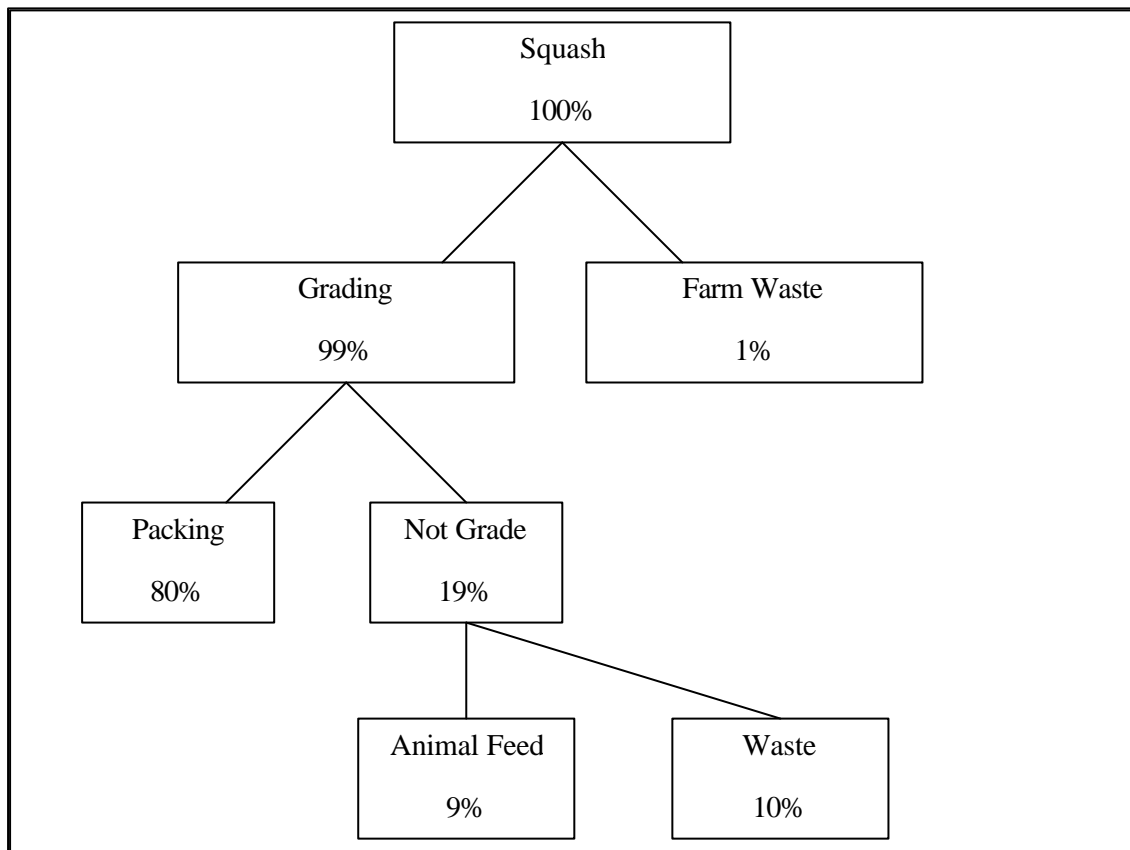 Squash
100%
Grading
99%
Farm Waste
1%
Packing
80%
Not Grade
19%
Animal Feed
9%
Waste
10%